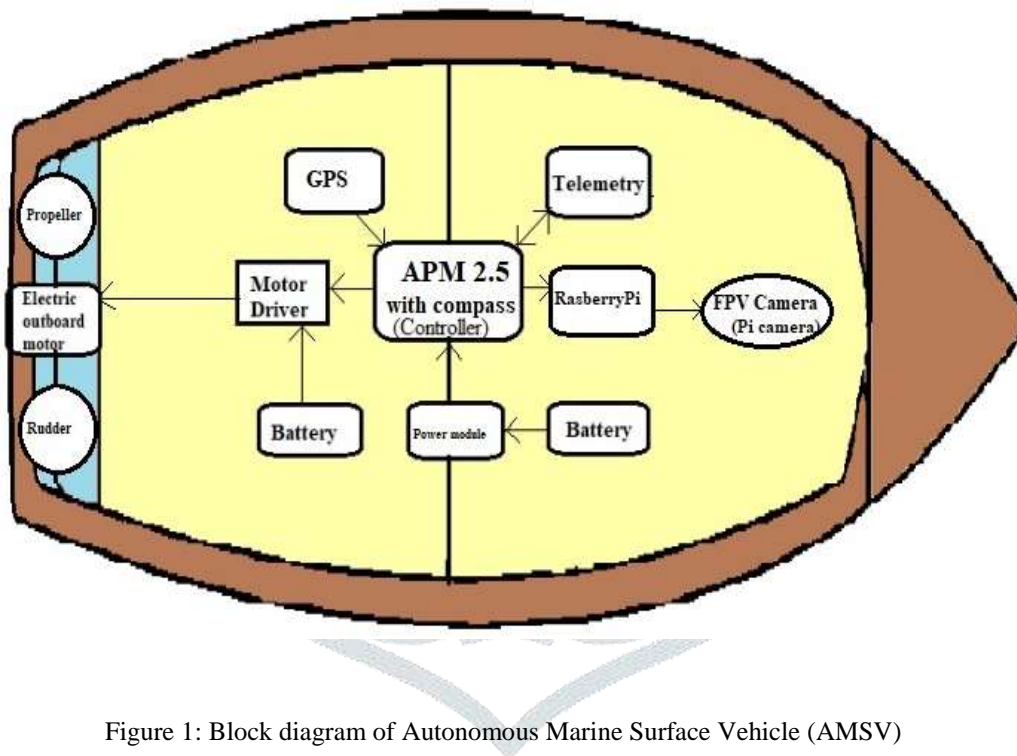 GPS
Telemetry
Propeller
APM 2.5
with compass
(Controller)
Motor
Driver
RasberryPi
FPV Camera
(Pi camera)
Electric
outboard
motor
Rudder
Battery
Power module
Battery
Figure 1: Block diagram of Autonomous Marine Surface Vehicle (AMSV)